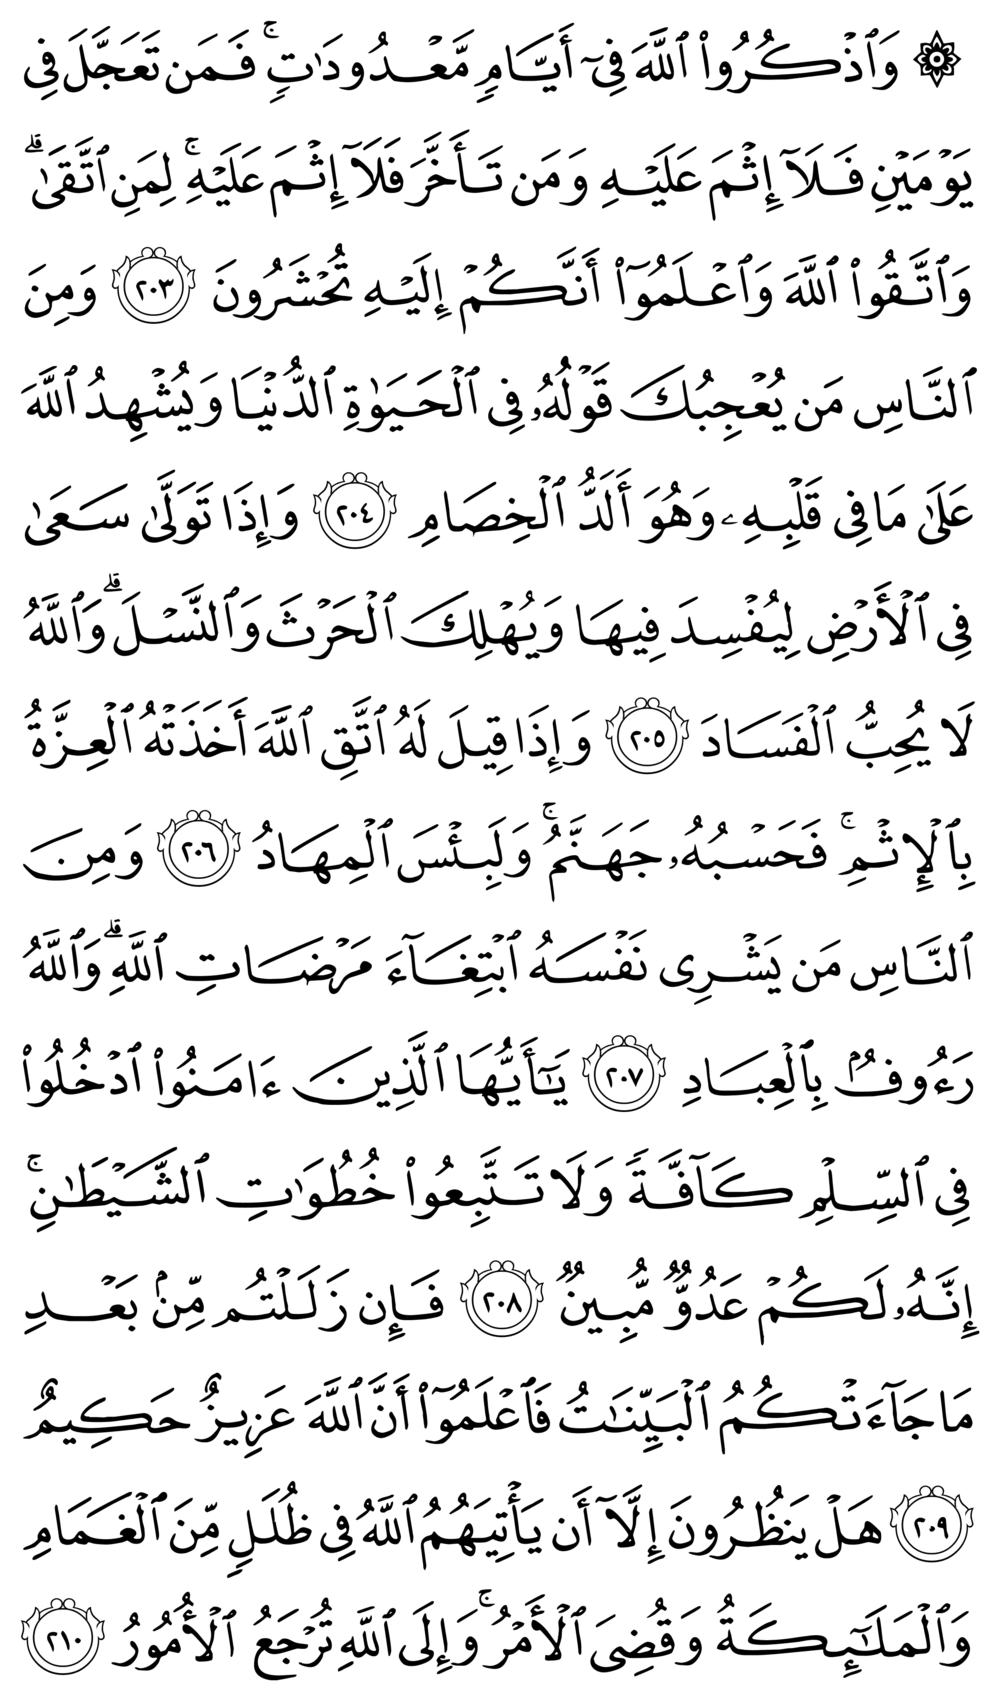 ۞ وَٱذۡكُرُواْ ٱللَّهَ فِيٓ أَيَّامٖ مَّعۡدُودَٰتٖۚ فَمَن تَعَجَّلَ فِي
يَوۡمَيۡنِ فَلَآ إِثۡمَ عَلَيۡهِ وَمَن تَأَخَّرَ فَلَآ إِثۡمَ عَلَيۡهِۚ لِمَنِ ٱتَّقَىٰۗ
وَٱتَّقُواْ ٱللَّهَ وَٱعۡلَمُوٓاْ أَنَّكُمۡ إِلَيۡهِ تُحۡشَرُونَ ٢٠٣ وَمِنَ
ٱلنَّاسِ مَن يُعۡجِبُكَ قَوۡلُهُۥ فِي ٱلۡحَيَوٰةِ ٱلدُّنۡيَا وَيُشۡهِدُ ٱللَّهَ
عَلَىٰ مَا فِي قَلۡبِهِۦ وَهُوَ أَلَدُّ ٱلۡخِصَامِ ٢٠٤ وَإِذَا تَوَلَّىٰ سَعَىٰ
فِي ٱلۡأَرۡضِ لِيُفۡسِدَ فِيهَا وَيُهۡلِكَ ٱلۡحَرۡثَ وَٱلنَّسۡلَۗ وَٱللَّهُ
لَا يُحِبُّ ٱلۡفَسَادَ ٢٠٥ وَإِذَا قِيلَ لَهُ ٱتَّقِ ٱللَّهَ أَخَذَتۡهُ ٱلۡعِزَّةُ
بِٱلۡإِثۡمِۚ فَحَسۡبُهُۥ جَهَنَّمُۚ وَلَبِئۡسَ ٱلۡمِهَادُ ٢٠٦ وَمِنَ
ٱلنَّاسِ مَن يَشۡرِي نَفۡسَهُ ٱبۡتِغَآءَ مَرۡضَاتِ ٱللَّهِۗ وَٱللَّهُ
رَءُوفُۢ بِٱلۡعِبَادِ ٢٠٧ يَٰٓأَيُّهَا ٱلَّذِينَ ءَامَنُواْ ٱدۡخُلُواْ
فِي ٱلسِّلۡمِ كَآفَّةٗ وَلَا تَتَّبِعُواْ خُطُوَٰتِ ٱلشَّيۡطَٰنِۚ
إِنَّهُۥ لَكُمۡ عَدُوّٞ مُّبِينٞ ٢٠٨ فَإِن زَلَلۡتُم مِّنۢ بَعۡدِ
مَا جَآءَتۡكُمُ ٱلۡبَيِّنَٰتُ فَٱعۡلَمُوٓاْ أَنَّ ٱللَّهَ عَزِيزٌ حَكِيمٌ
٢٠٩ هَلۡ يَنظُرُونَ إِلَّآ أَن يَأۡتِيَهُمُ ٱللَّهُ فِي ظُلَلٖ مِّنَ ٱلۡغَمَامِ
وَٱلۡمَلَٰٓئِكَةُ وَقُضِيَ ٱلۡأَمۡرُۚ وَإِلَى ٱللَّهِ تُرۡجَعُ ٱلۡأُمُورُ ٢١٠